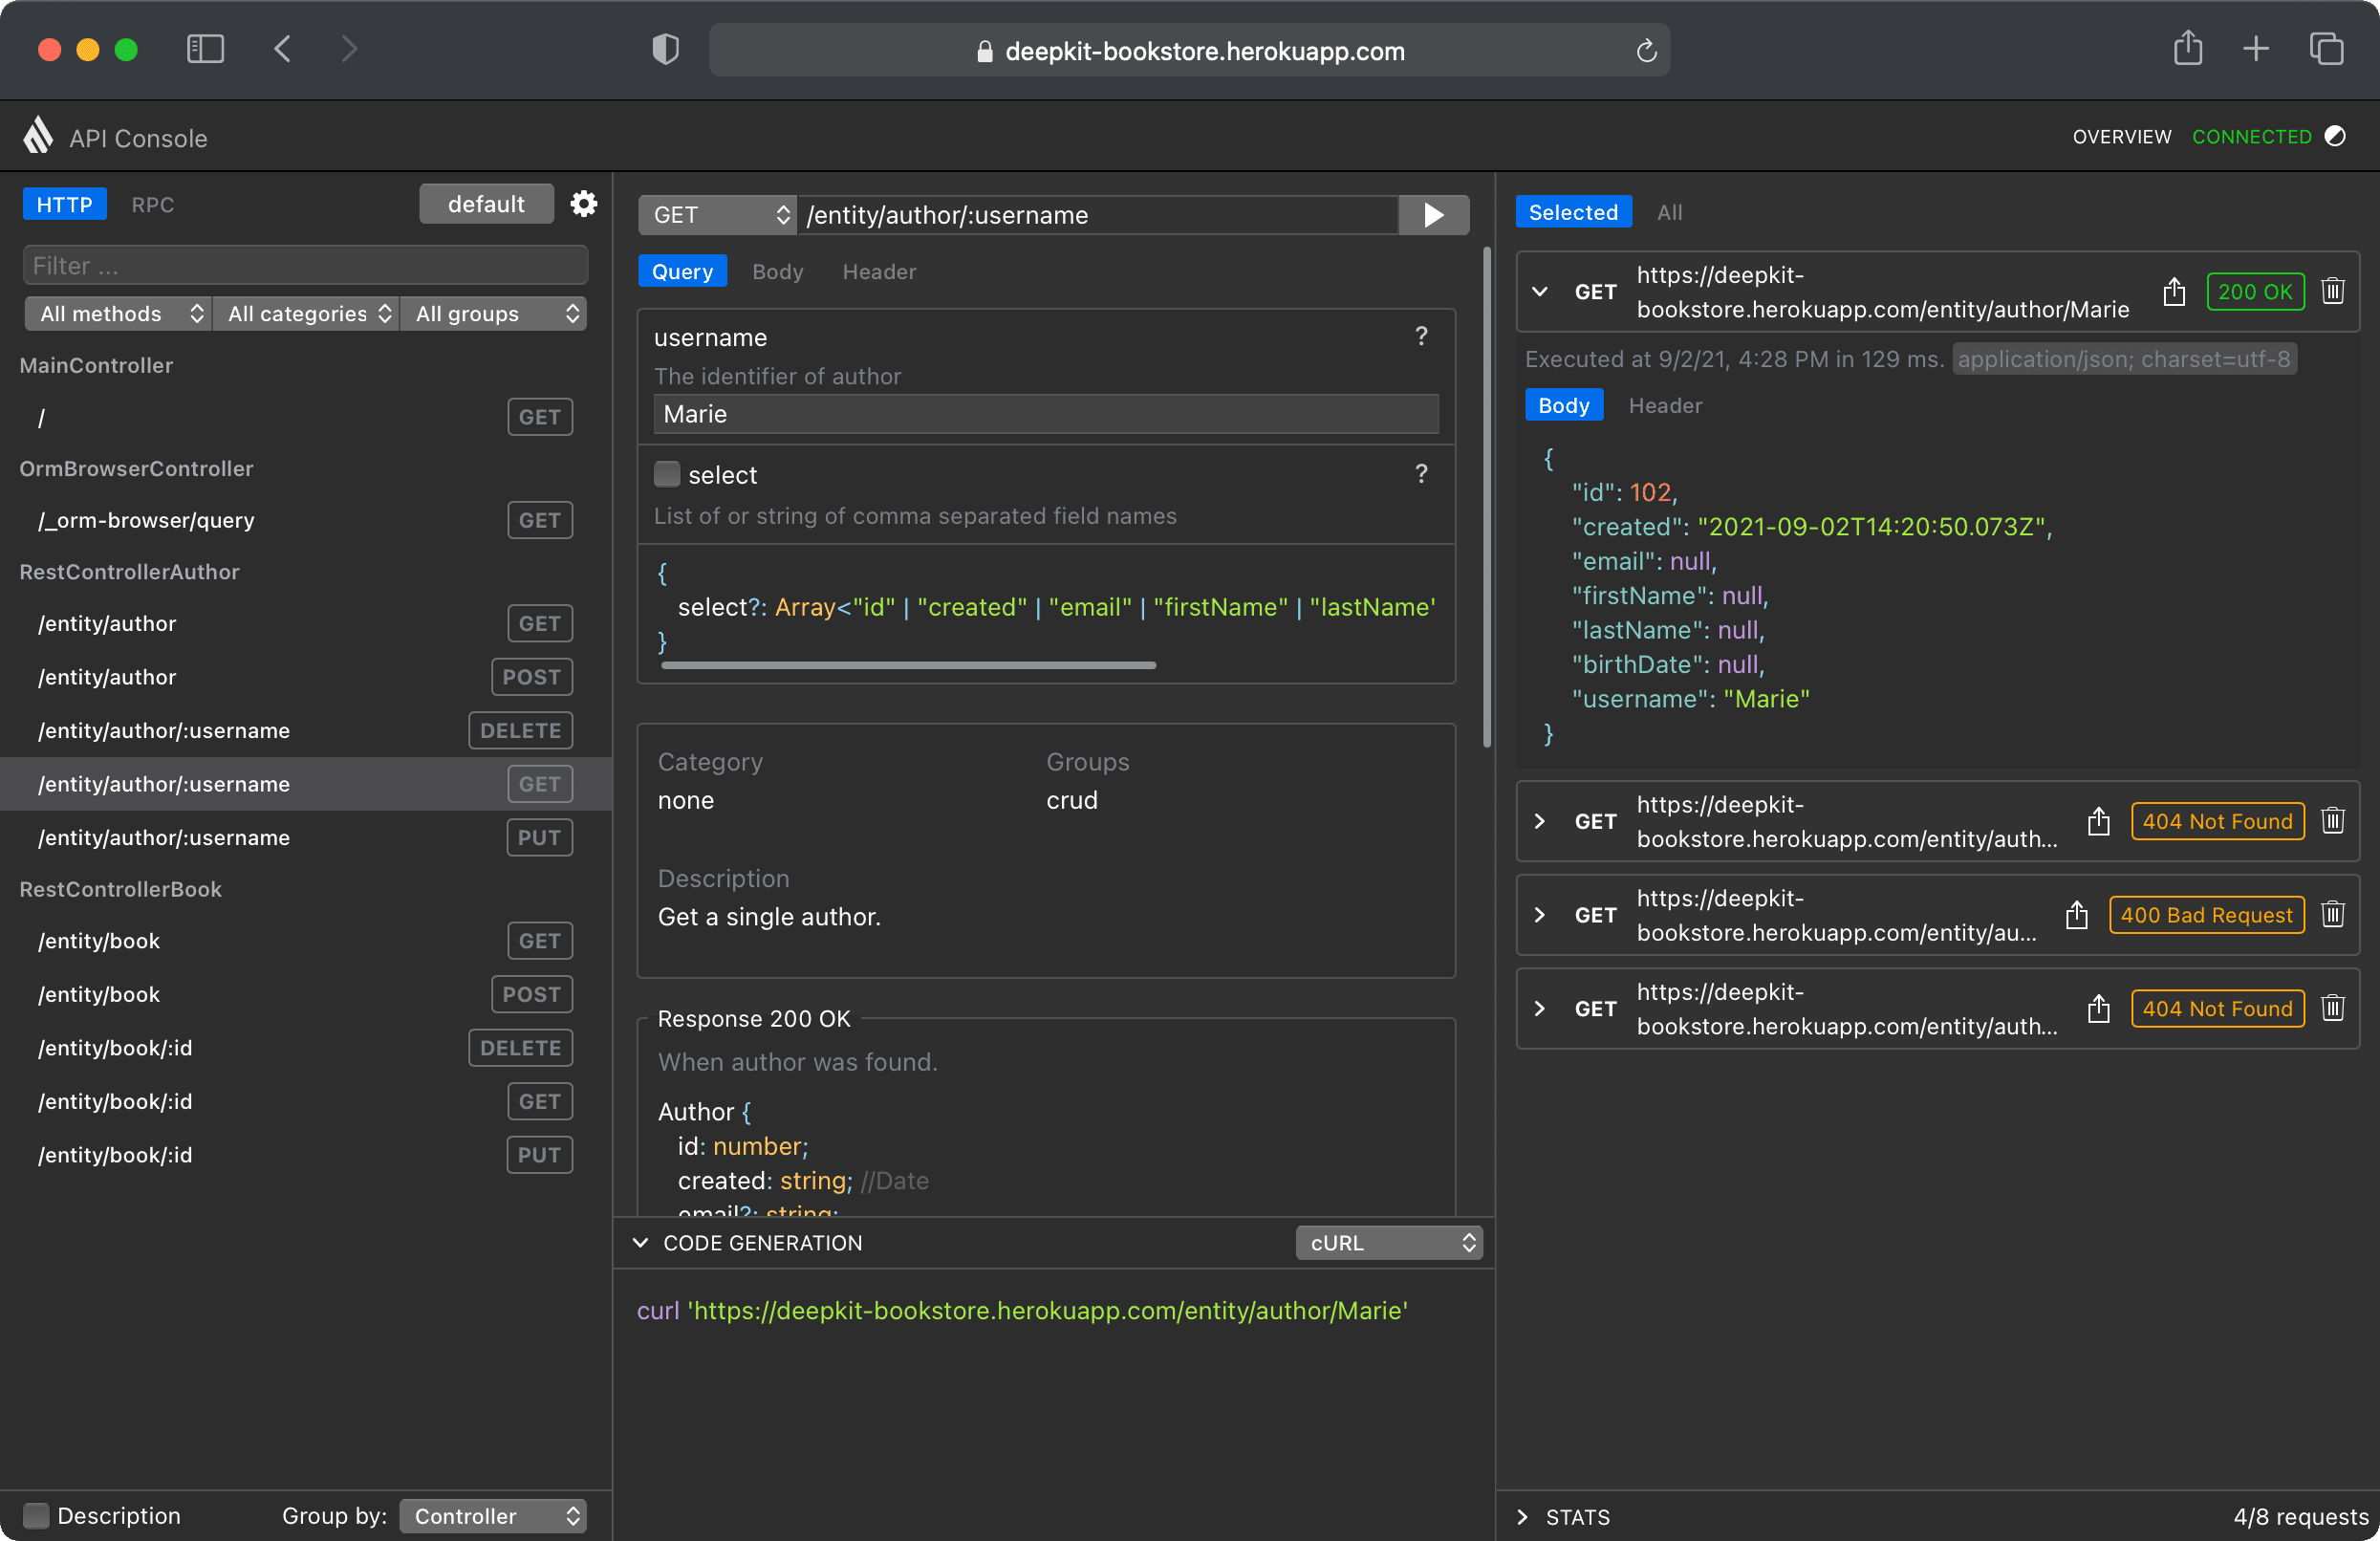 deepkit-bookstore.herokuapp.com
API Console
OVERVIEW CONNECTED
HTTP RPC default
Filter ...
All methods All categories All groups
MainController
/ GET
OrmBrowserController
/_orm-browser/query GET
RestControllerAuthor
/entity/author GET
/entity/author POST
/entity/author/:username DELETE
/entity/author/:username GET
/entity/author/:username PUT
RestControllerBook
/entity/book GET
/entity/book POST
/entity/book/:id DELETE
/entity/book/:id GET
/entity/book/:id PUT
Description Group by: Controller
GET /entity/author/:username
Query Body Header
username ?
The identifier of author
Marie
select ?
List of or string of comma separated field names
{
select?: Array<"id" | "created" | "email" | "firstName" | "lastName'
}
Category Groups
none crud
Description
Get a single author.
Response 200 OK
When author was found.
Author {
id: number;
created: string; //Date
email?: string;
CODE GENERATION cURL
curl 'https://deepkit-bookstore.herokuapp.com/entity/author/Marie'
Selected All
GET https://deepkit-
bookstore.herokuapp.com/entity/author/Marie 200 OK
Executed at 9/2/21, 4:28 PM in 129 ms. application/json; charset=utf-8
Body Header
{
"id": 102,
"created": "2021-09-02T14:20:50.073Z",
"email": null,
"firstName": null,
"lastName": null,
"birthDate": null,
"username": "Marie"
}
GET https://deepkit-
bookstore.herokuapp.com/entity/auth... 404 Not Found
GET https://deepkit-
bookstore.herokuapp.com/entity/au... 400 Bad Request
GET https://deepkit-
bookstore.herokuapp.com/entity/auth... 404 Not Found
STATS 4/8 requests